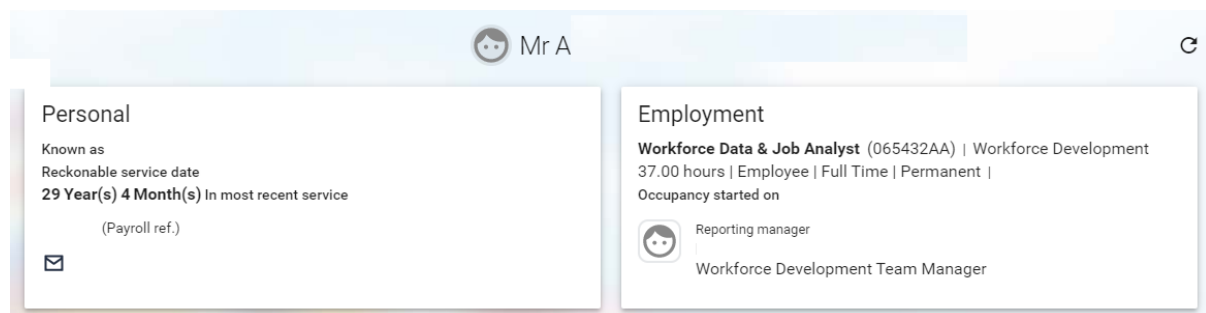 Mr A
Personal
Known as
Reckonable service date
29 Year(s) 4 Month(s) In most recent service
(Payroll ref.)
Employment
Workforce Data & Job Analyst (065432AA) | Workforce Development
37.00 hours | Employee | Full Time | Permanent |
Occupancy started on
Reporting manager
Workforce Development Team Manager